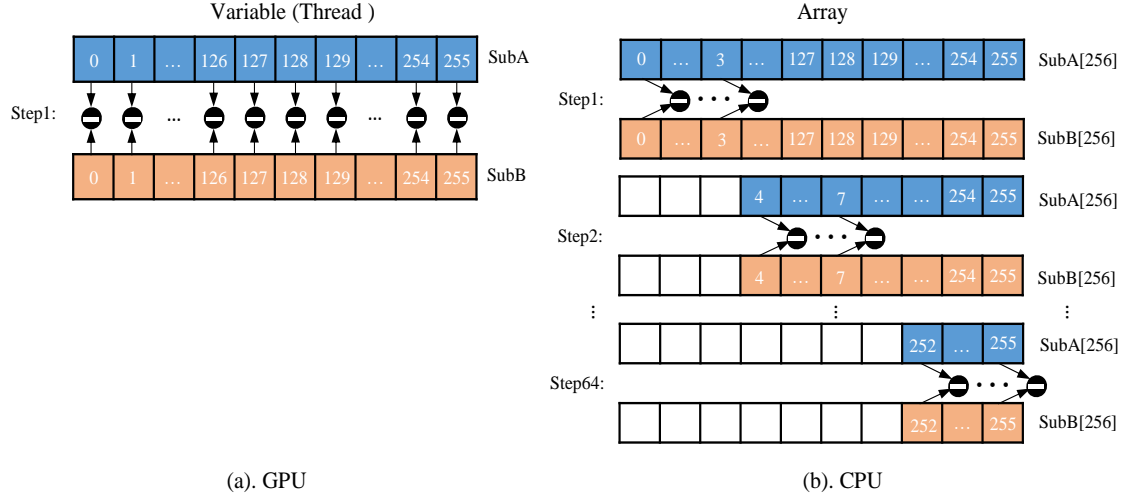 Variable (Thread )
0 1 … 126 127 128 129 … 254 255 SubA
Step1: ... ...
0 1 … 126 127 128 129 … 254 255 SubB
(a). GPU
Array
0 … 3 … 127 128 129 … 254 255 SubA[256]
Step1: ...
0 … 3 … 127 128 129 … 254 255 SubB[256]
4 … 7 … … 254 255 SubA[256]
Step2: ...
4 … 7 … … 254 255 SubB[256]
⋮ ⋮ ⋮
252 … 255 SubA[256]
Step64: ...
252 … 255 SubB[256]
(b). CPU